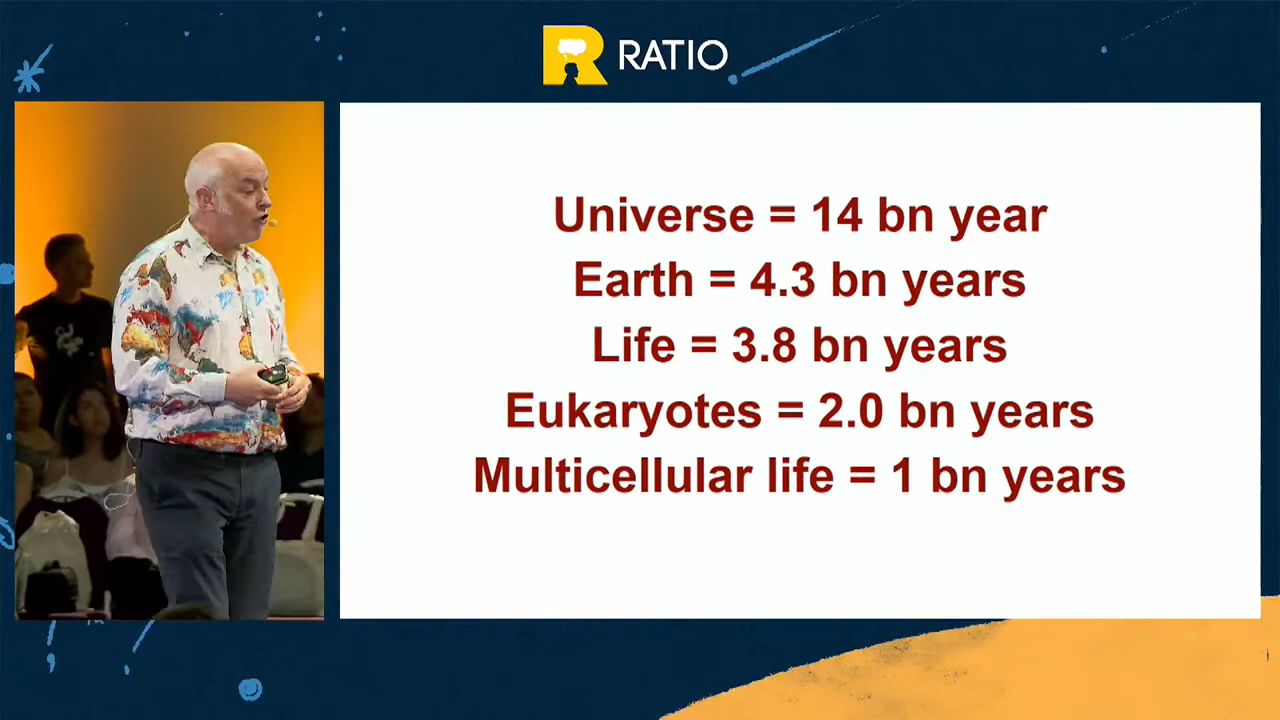 RATIO
Universe = 14 bn year
Earth = 4.3 bn years
Life = 3.8 bn years
Eukaryotes = 2.0 bn years
Multicellular life = 1 bn years